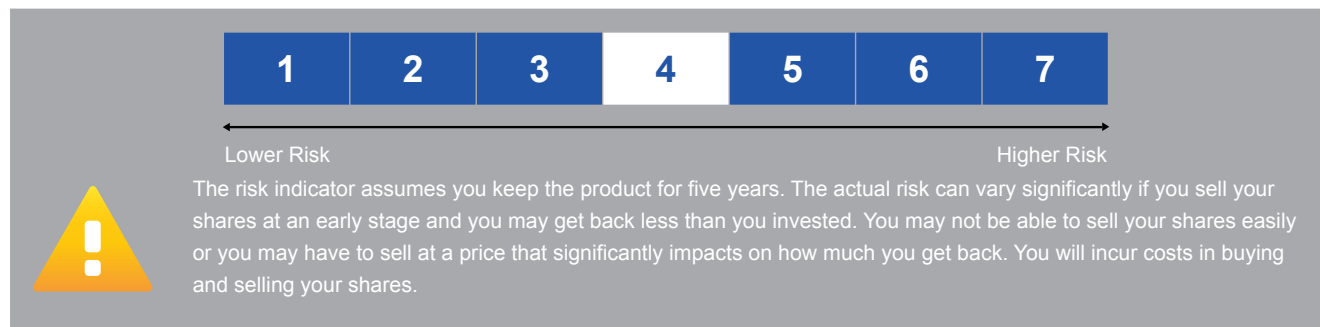 1 2 3 4 5 6 7
Lower Risk Higher Risk
The risk indicator assumes you keep the product for five years. The actual risk can vary significantly if you sell your
shares at an early stage and you may get back less than you invested. You may not be able to sell your shares easily
or you may have to sell at a price that significantly impacts on how much you get back. You will incur costs in buying
and selling your shares.